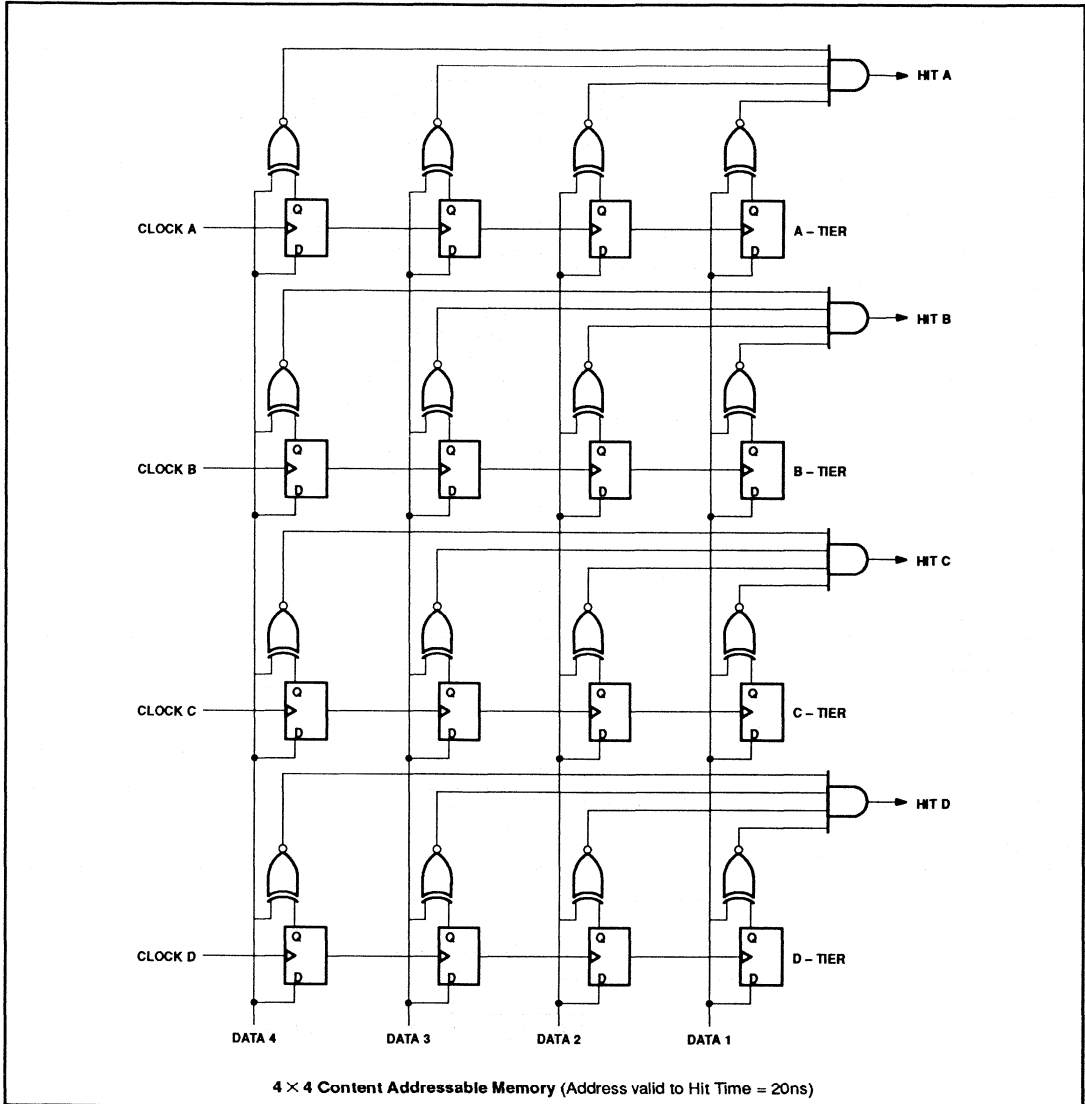 HIT A
Q Q Q Q
CLOCK A
A – TIER
D D D D
HIT B
Q Q Q Q
CLOCK B
B – TIER
D D D D
HIT C
Q Q Q Q
CLOCK C
C – TIER
D D D D
HIT D
Q Q Q Q
CLOCK D
D – TIER
D D D D
DATA 4 DATA 3 DATA 2 DATA 1
4 × 4 Content Addressable Memory (Address valid to Hit Time = 20ns)